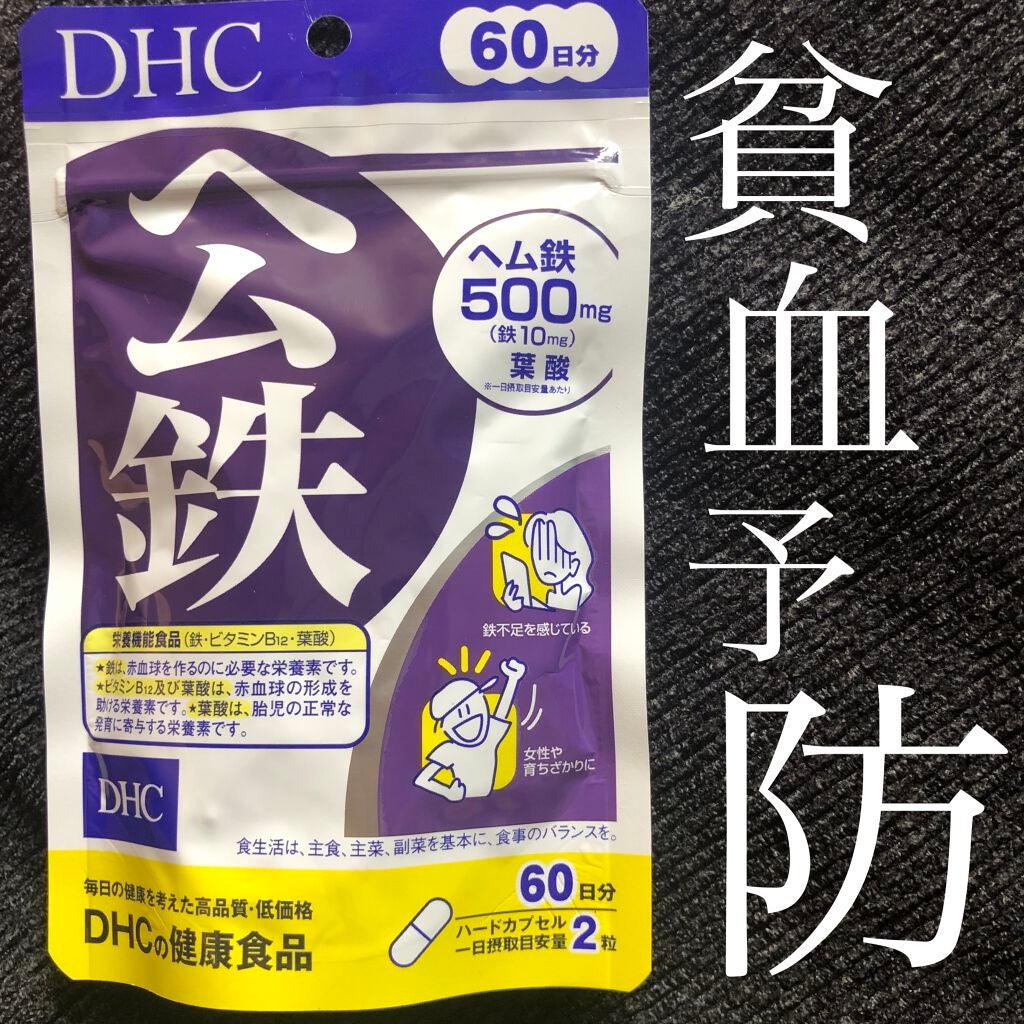 DHC
60日分
ヘム鉄
ヘム鉄
500mg
(鉄10mg)
葉酸
※一日摂取目安量あたり
鉄不足を感じている
女性や
育ちざかりに
栄養機能食品(鉄・ビタミンB12・葉酸)
★鉄は、赤血球を作るのに必要な栄養素です。
★ビタミンB12及び葉酸は、赤血球の形成を
助ける栄養素です。★葉酸は、胎児の正常な
発育に寄与する栄養素です。
DHC
食生活は、主食、主菜、副菜を基本に、食事のバランスを。
毎日の健康を考えた高品質・低価格
DHCの健康食品
60日分
ハードカプセル
一日摂取目安量2粒
貧血予防